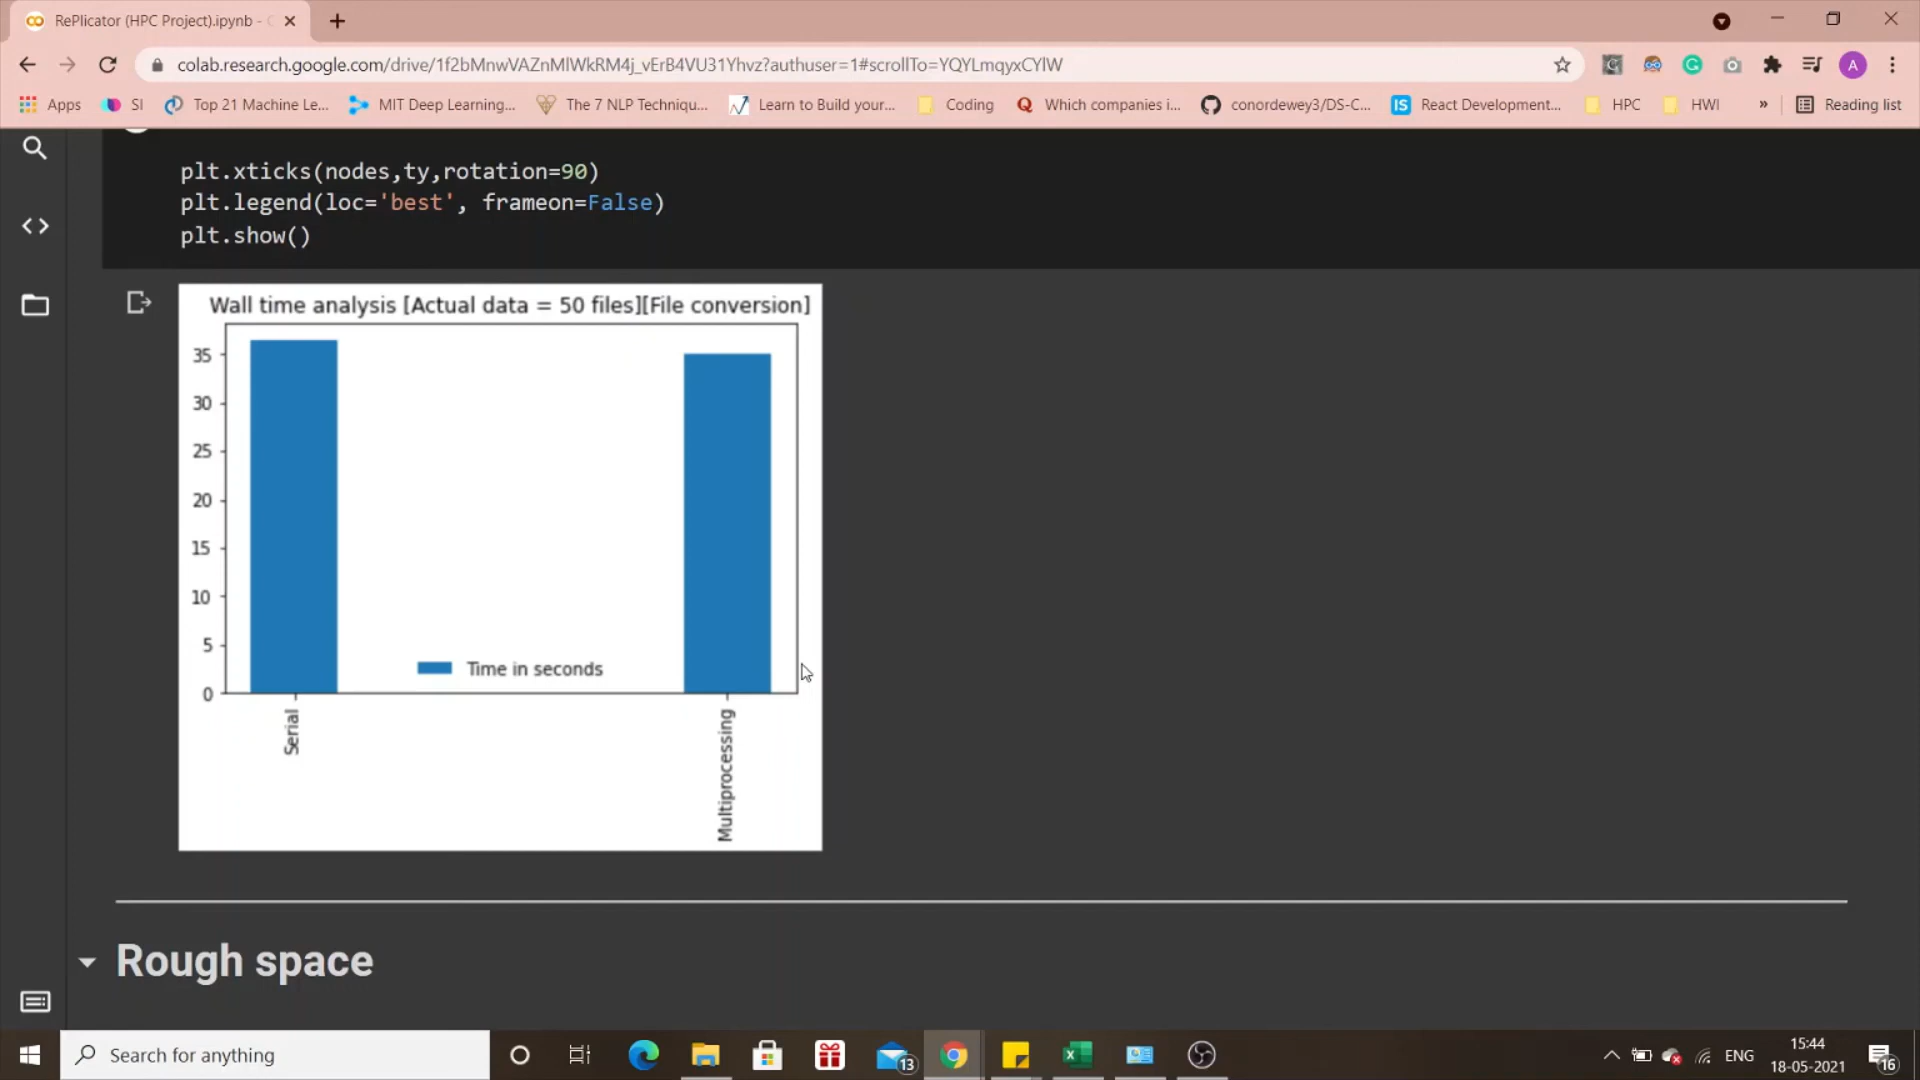 RePlicator (HPC Project).ipynb -
colab.research.google.com/drive/1f2bMnwVAZnMlWkRM4j_vErB4VU31Yhvz?authuser=1#scrollTo=YQYLmqyxCYlW
A
Apps SI Top 21 Machine Le... MIT Deep Learning... The 7 NLP Techniqu... Learn to Build your... Coding Which companies i... conordewey3/DS-C... React Development... HPC HWI » Reading list
plt.xticks(nodes,ty,rotation=90)
plt.legend(loc='best', frameon=False)
plt.show()
Wall time analysis [Actual data = 50 files][File conversion]
35
30
25
20
15
10
5
0
Time in seconds
Serial
Multiprocessing
Rough space
Search for anything
13
ENG
15:44
18-05-2021
16